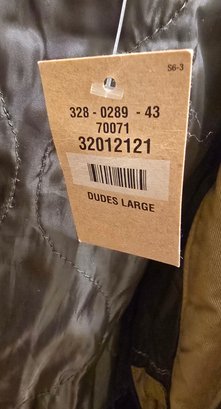 S6-3
328 - 0289 - 43
70071
32012121
DUDES LARGE